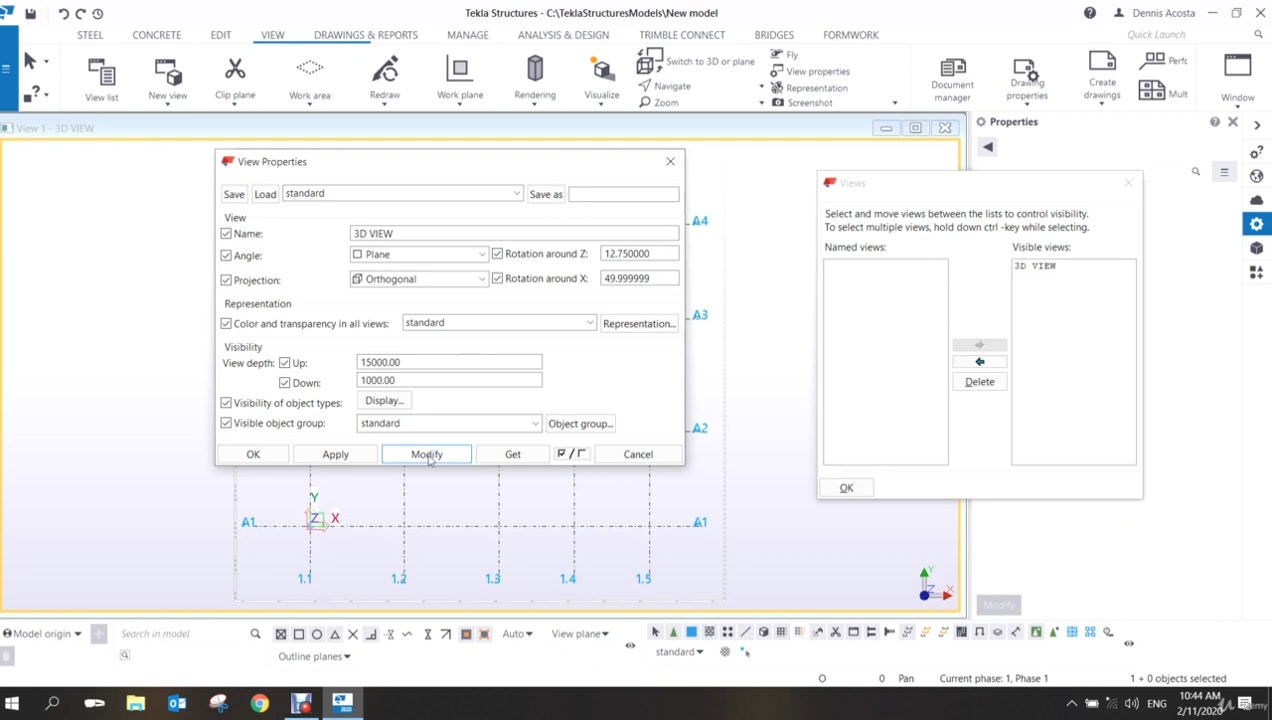 Tekla Structures - C:\TeklaStructuresModels\New model
Dennis Acosta
STEEL CONCRETE EDIT VIEW DRAWINGS & REPORTS MANAGE ANALYSIS & DESIGN TRIMBLE CONNECT BRIDGES FORMWORK
Quick Launch
View list
New view
Clip plane
Work area
Redraw
Work plane
Rendering
Visualize
Switch to 3D or plane
Navigate
Zoom
Fly
View properties
Representation
Screenshot
Document manager
Drawing properties
Create drawings
Perfc
Mult
Window
View 1 - 3D VIEW
Properties
View Properties
Save Load standard Save as
View
Name: 3D VIEW
Angle: Plane Rotation around Z: 12.750000
Projection: Orthogonal Rotation around X: 49.999999
Representation
Color and transparency in all views: standard Representation...
Visibility
View depth: Up: 15000.00
Down: 1000.00
Visibility of object types: Display...
Visible object group: standard Object group...
OK Apply Modify Get Cancel
Views
Select and move views between the lists to control visibility.
To select multiple views, hold down ctrl -key while selecting.
Named views: Visible views:
3D VIEW
Delete
OK
A4
A3
A2
Y
Z X
A1 A1
1.1 1.2 1.3 1.4 1.5
Y
Z X
Modify
Model origin Search in model Auto View plane
Outline planes standard
O 0 Pan Current phase: 1, Phase 1 1 + 0 objects selected
2020
ENG
10:44 AM
2/11/2020
Udemy